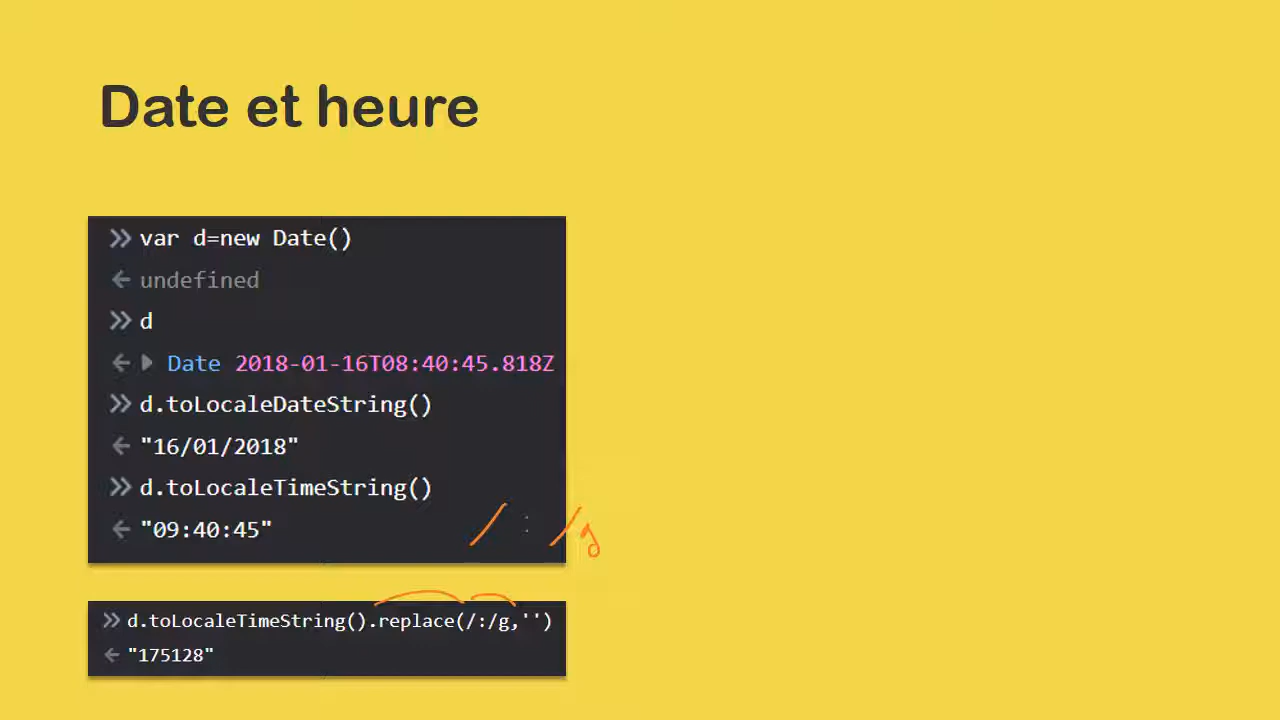 Date et heure
>> var d=new Date()
← undefined
>> d
← ▶ Date 2018-01-16T08:40:45.818Z
>> d.toLocaleDateString()
← "16/01/2018"
>> d.toLocaleTimeString()
← "09:40:45"
/ : /g
>> d.toLocaleTimeString().replace(/:/g,'')
← "175128"